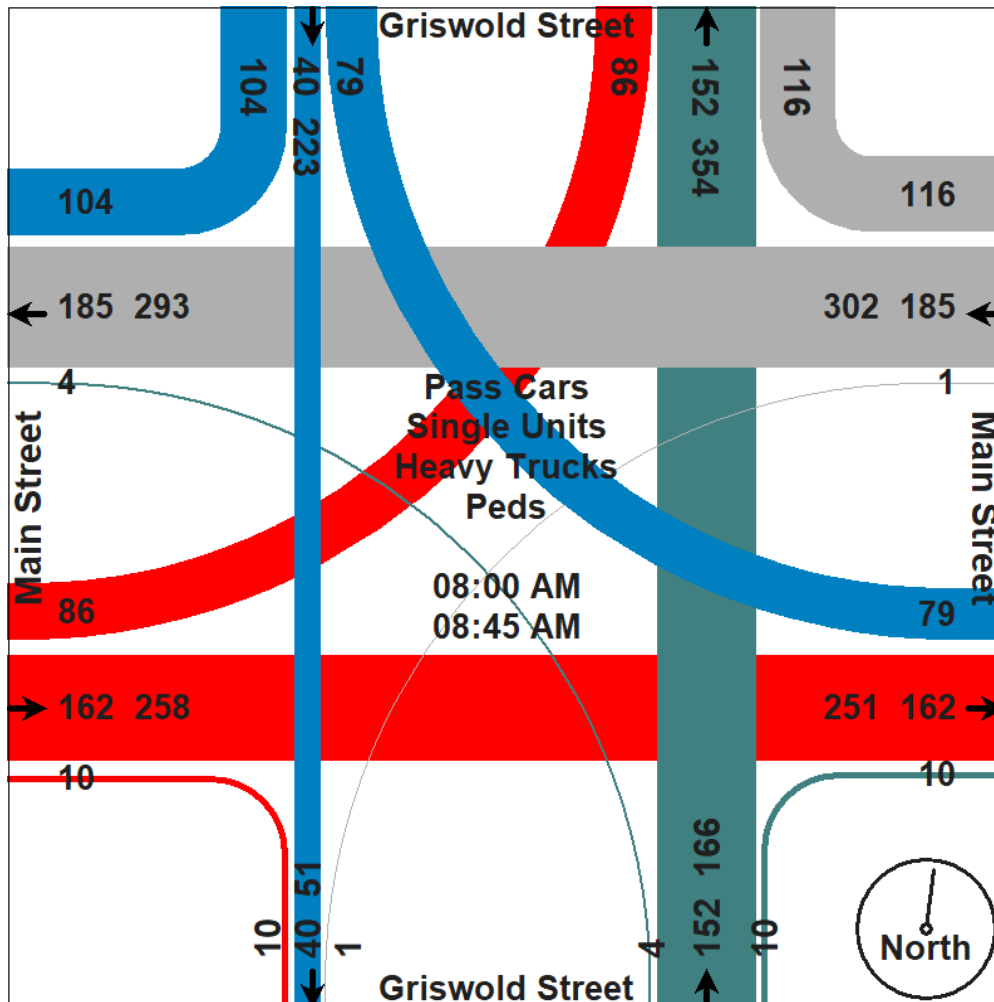 Griswold Street
104
40 223
79
86
152 354
116
104
116
185 293
302 185
4
1
Pass Cars
Single Units
Heavy Trucks
Peds
Main Street
Main Street
08:00 AM
08:45 AM
86
79
162 258
251 162
10
10
10
40 51
1
4
152 166
10
North
Griswold Street